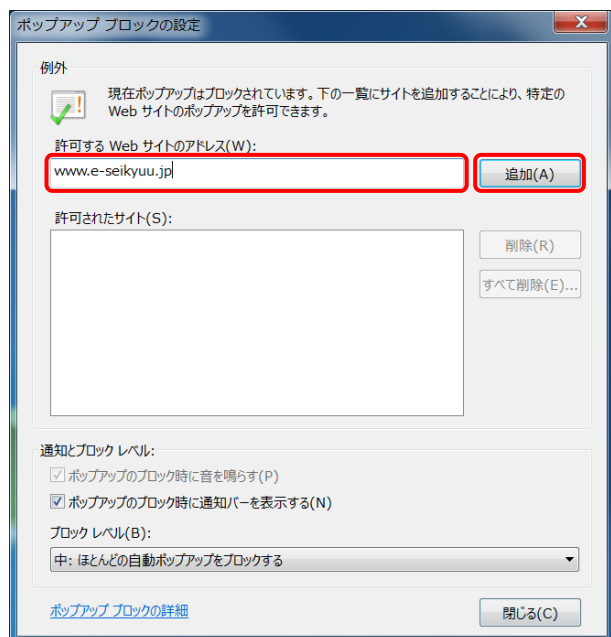 ポップアップ ブロックの設定
例外
現在ポップアップはブロックされています。下の一覧にサイトを追加することにより、特定の
Web サイトのポップアップを許可できます。
許可する Web サイトのアドレス(W):
www.e-seikyuu.jp
追加(A)
許可されたサイト(S):
削除(R)
すべて削除(E)...
通知とブロック レベル:
ポップアップのブロック時に音を鳴らす(P)
ポップアップのブロック時に通知バーを表示する(N)
ブロック レベル(B):
中: ほとんどの自動ポップアップをブロックする
ポップアップ ブロックの詳細
閉じる(C)